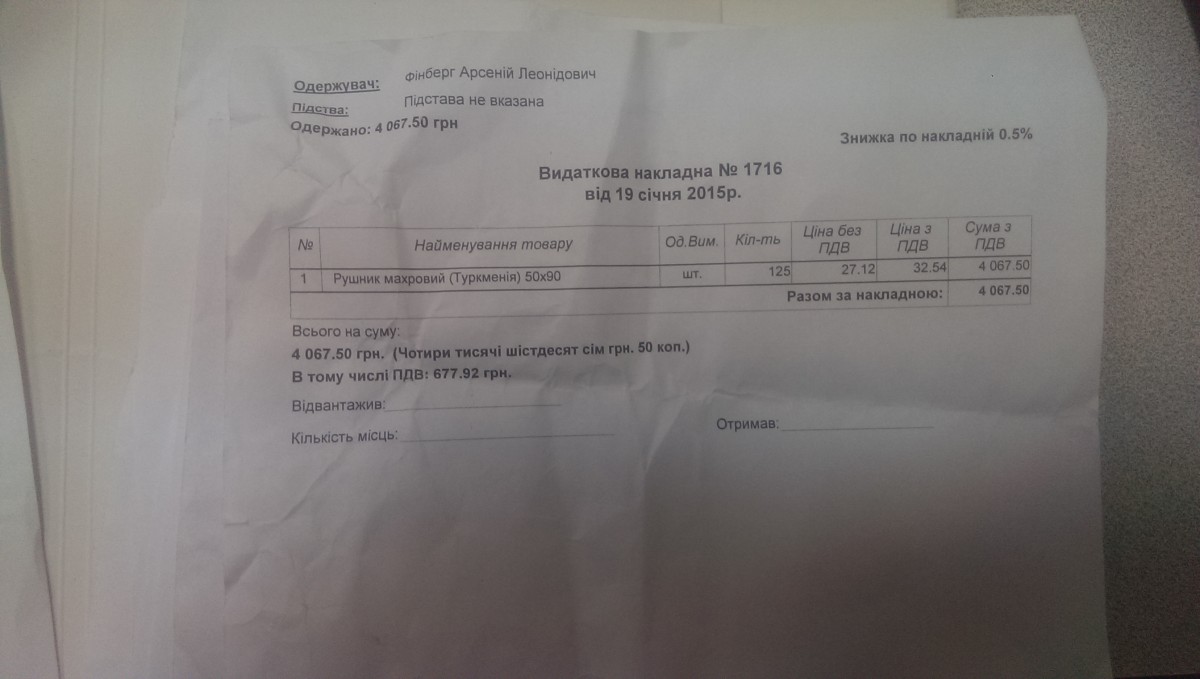 Одержувач: Фінберг Арсеній Леонідович
Підства: Підстава не вказана
Одержано: 4 067.50 грн
Знижка по накладній 0.5%
Видаткова накладна № 1716
від 19 січня 2015р.
№ Найменування товару Од.Вим. Кіл-ть Ціна без ПДВ Ціна з ПДВ Сума з ПДВ
1 Рушник махровий (Туркменія) 50х90 шт. 125 27.12 32.54 4 067.50
Разом за накладною: 4 067.50
Всього на суму:
4 067.50 грн. (Чотири тисячі шістдесят сім грн. 50 коп.)
В тому числі ПДВ: 677.92 грн.
Відвантажив:
Отримав:
Кількість місць: